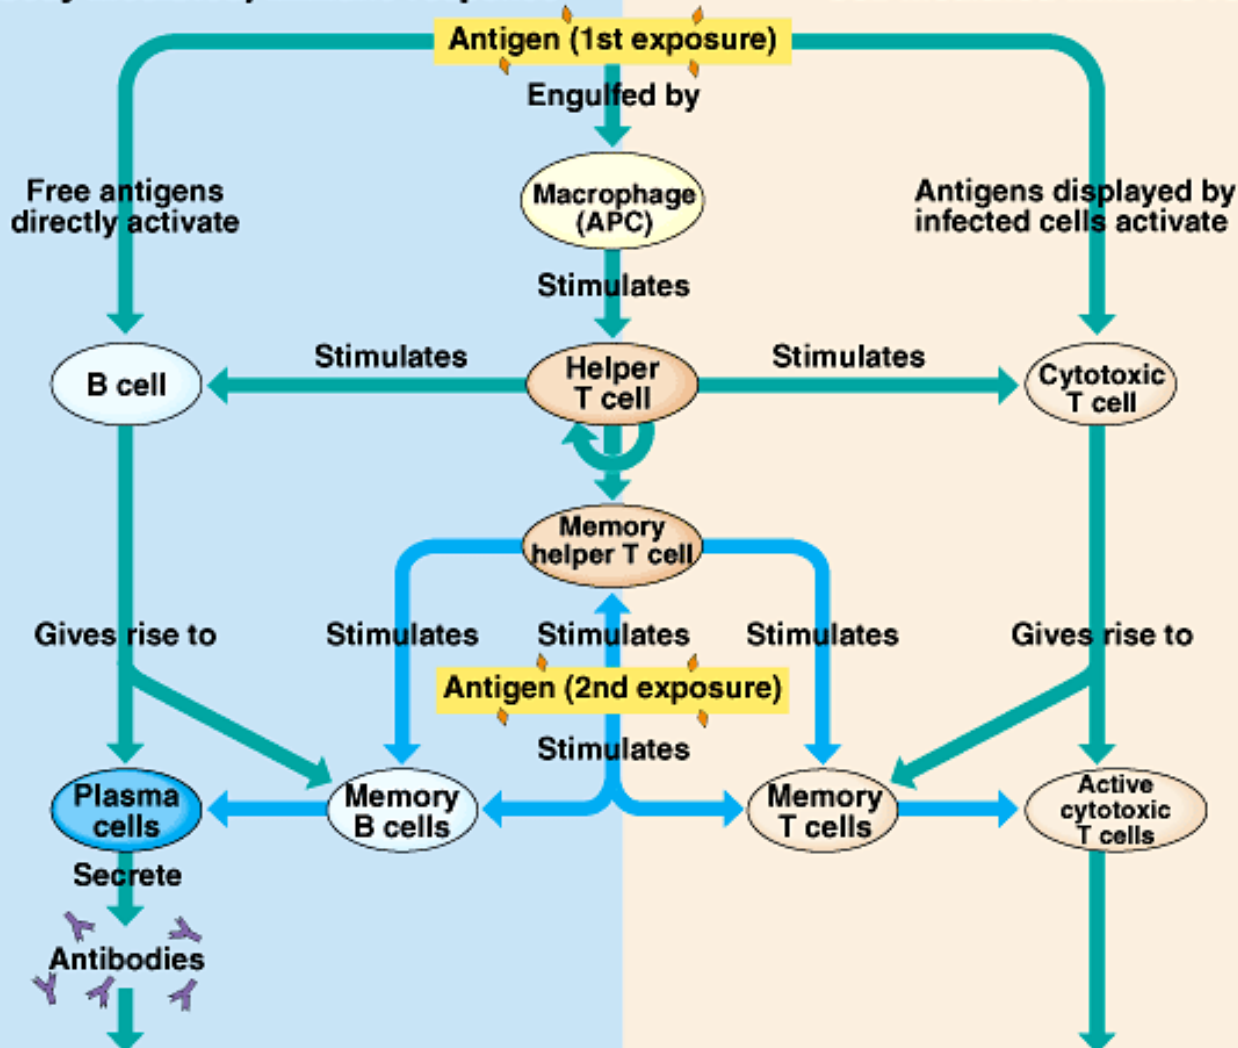 Antigen (1st exposure)
Engulfed by
Macrophage
(APC)
Free antigens
directly activate
Antigens displayed by
infected cells activate
Stimulates
B cell
Stimulates
Helper
T cell
Stimulates
Cytotoxic
T cell
Memory
helper T cell
Gives rise to
Stimulates
Stimulates
Stimulates
Gives rise to
Antigen (2nd exposure)
Stimulates
Plasma
cells
Memory
B cells
Memory
T cells
Active
cytotoxic
T cells
Secrete
Antibodies